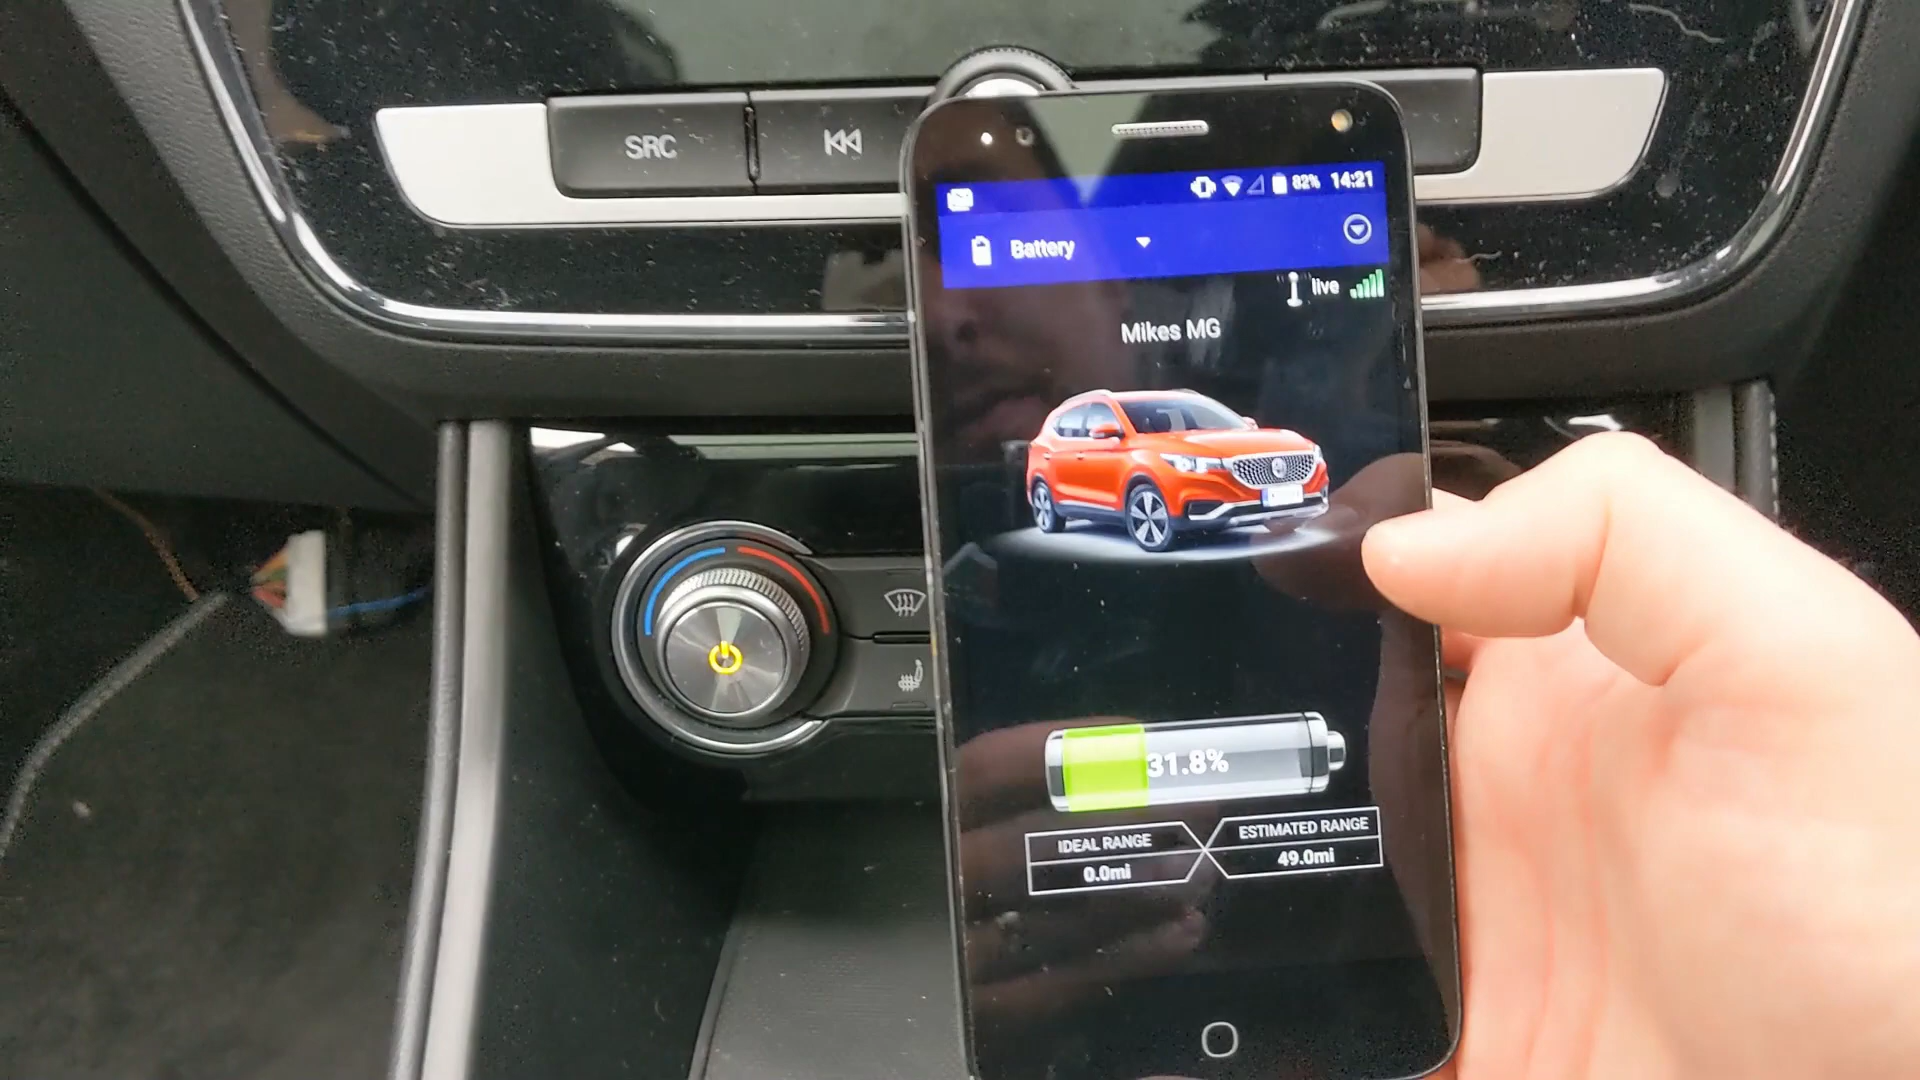 SRC
82% 14:21
Battery
live
Mikes MG
31.8%
IDEAL RANGE
0.0mi
ESTIMATED RANGE
49.0mi